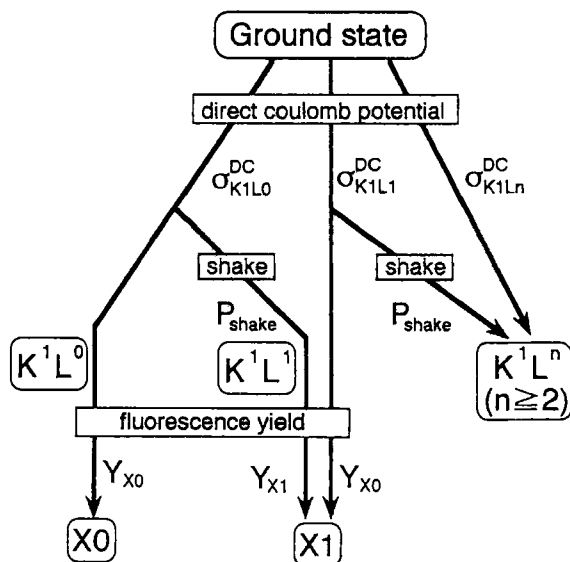 Ground state
direct coulomb potential
σ^DC_K1L0
σ^DC_K1L1
σ^DC_K1Ln
shake
shake
P_shake
P_shake
K^1L^0
K^1L^1
K^1L^n
(n≧2)
fluorescence yield
Y_X0
Y_X1
Y_X0
X0
X1